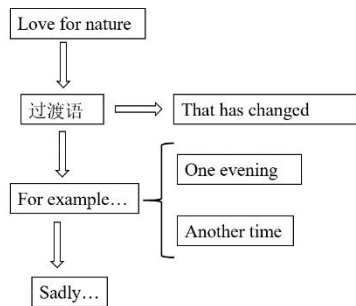 Love for nature
过渡语
That has changed
For example…
One evening
Another time
Sadly…